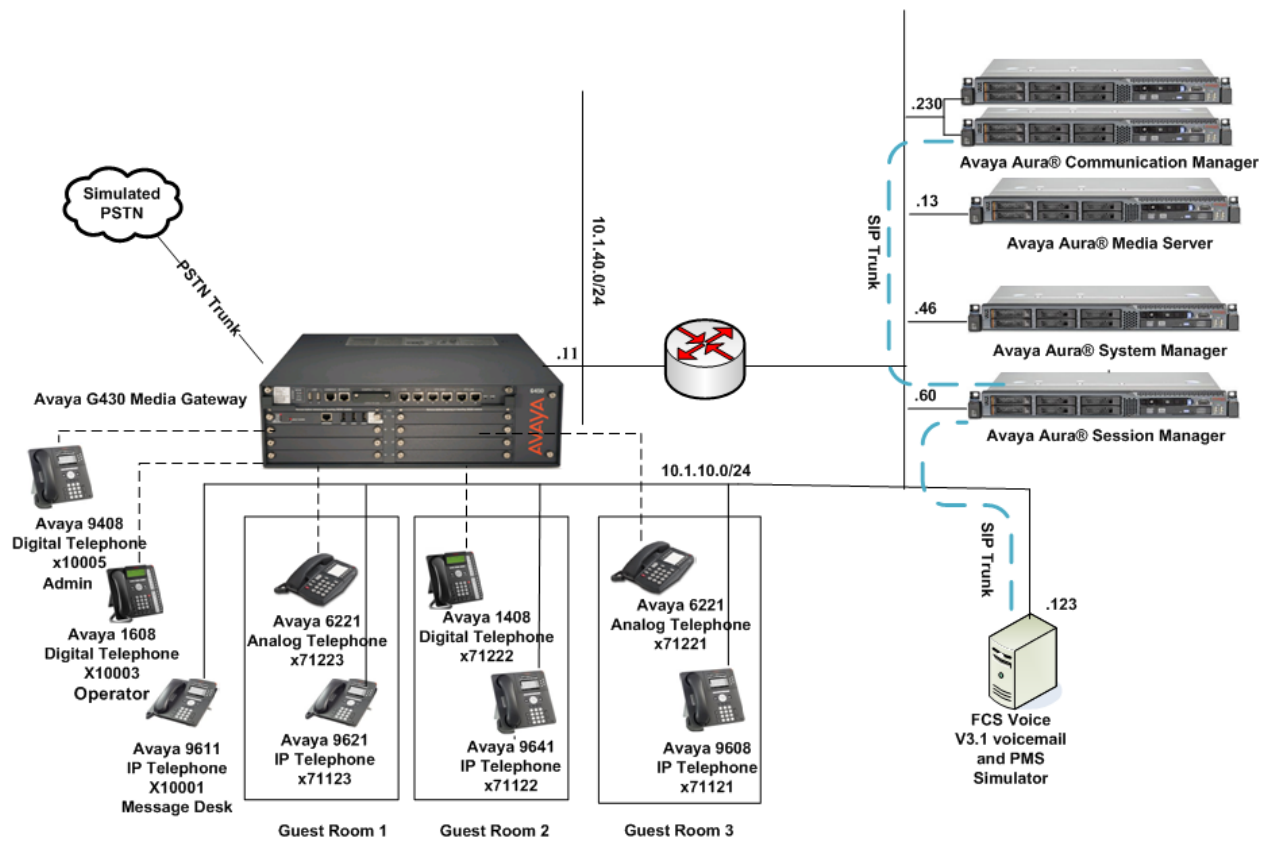 .230
Avaya Aura® Communication Manager
.13
Avaya Aura® Media Server
SIP Trunk
.46
Avaya Aura® System Manager
.60
Avaya Aura® Session Manager
Simulated
PSTN
PSTN Trunk
10.1.40.0/24
.11
Avaya G430 Media Gateway
AVAYA
10.1.10.0/24
Avaya 9408
Digital Telephone
x10005
Admin
Avaya 1608
Digital Telephone
X10003
Operator
Avaya 9611
IP Telephone
X10001
Message Desk
Avaya 6221
Analog Telephone
x71223
Avaya 9621
IP Telephone
x71123
Guest Room 1
Avaya 1408
Digital Telephone
x71222
Avaya 9641
IP Telephone
x71122
Guest Room 2
Avaya 6221
Analog Telephone
x71221
Avaya 9608
IP Telephone
x71121
Guest Room 3
SIP Trunk
.123
FCS Voice
V3.1 voicemail
and PMS
Simulator